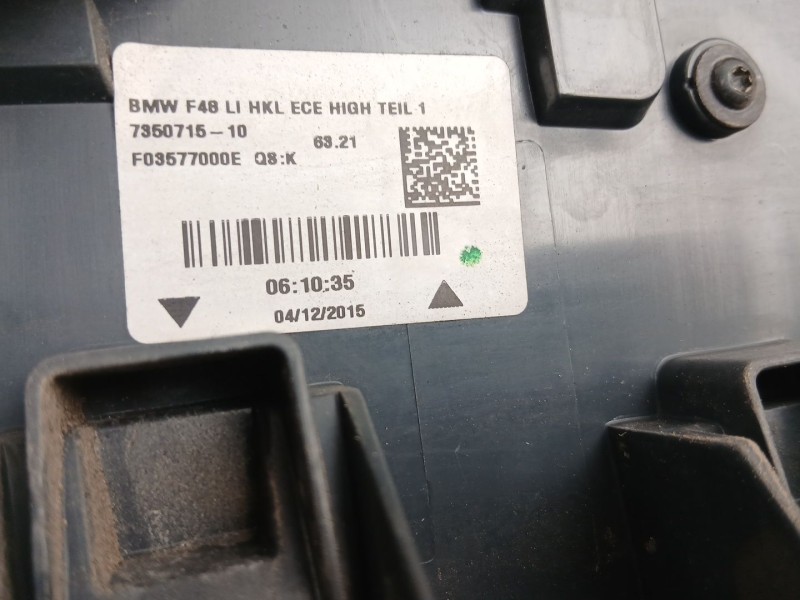 BMW F48 LI HKL ECE HIGH TEIL 1
7350715-10 63.21
F03577000E Q8:K
06:10:35
04/12/2015